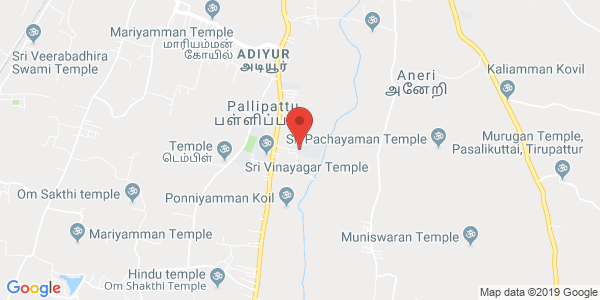 Mariyamman Temple
மாரியம்மன்
கோயில்
Sri Veerabadhira
Swami Temple
ADIYUR
அடியூர்
Aneri
அனேரி
Kaliamman Kovil
Pallipattu
பள்ளிப்ப
Temple
டெம்பிள்
Sri Pachayaman Temple
Murugan Temple,
Pasalikuttai, Tirupattur
Sri Vinayagar Temple
Om Sakthi temple
Ponniyamman Koil
Mariyamman Temple
Muniswaran Temple
Hindu temple
Om Shakthi Temple
Google
Map data ©2019 Google